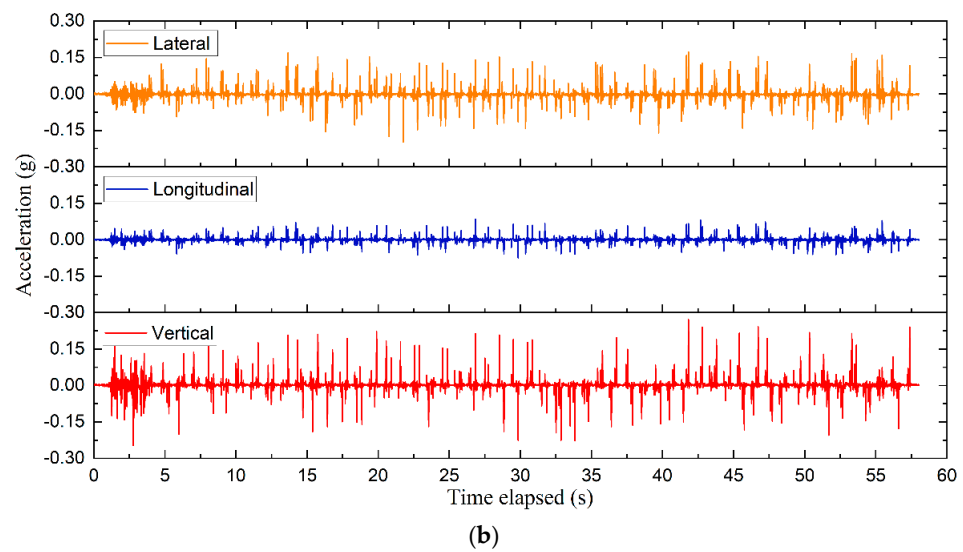 0.30
Lateral
0.15
0.00
-0.15
-0.30
Longitudinal
0.15
0.00
-0.15
-0.30
Vertical
0.15
0.00
-0.15
-0.30
Acceleration (g)
0 5 10 15 20 25 30 35 40 45 50 55 60
Time elapsed (s)
(b)